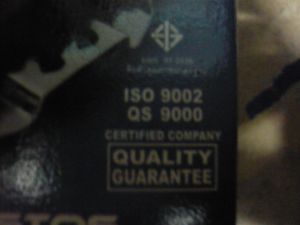 ISO 9002
QS 9000
CERTIFIED COMPANY
QUALITY
GUARANTEE